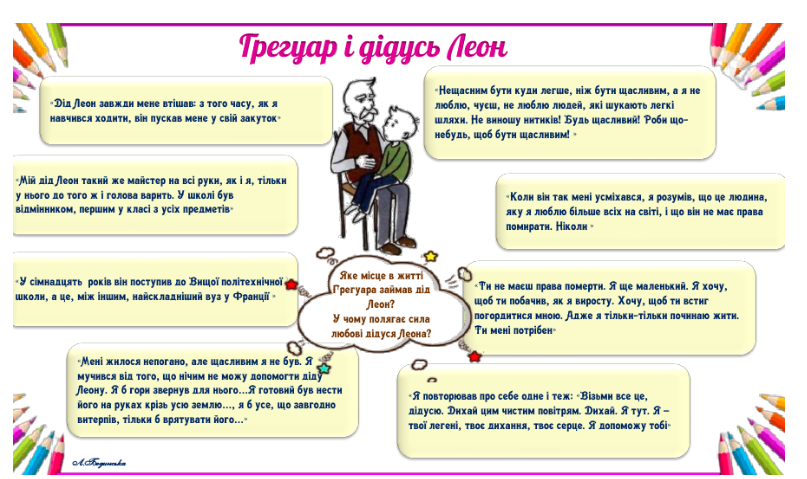 Грегуар і дідусь Леон
«Дід Леон завжди мене втішав: з того часу, як я
навчився ходити, він пускав мене у свій закуток»
«Нещасним бути куди легше, ніж бути щасливим, а я не
люблю, чуєш, не люблю людей, які шукають легкі
шляхи. Не виношу нитиків! Будь щасливий! Роби що-
небудь, щоб бути щасливим! »
«Мій дід Леон такий же майстер на всі руки, як і я, тільки
у нього до того ж і голова варить. У школі був
відмінником, першим у класі з усіх предметів»
«Коли він так мені усміхався, я розумів, що це людина,
яку я люблю більше всіх на світі, і що він не має права
помирати. Ніколи »
«У сімнадцять років він поступив до Вищої політехнічної
школи, а це, між іншим, найскладніший вуз у Франції »
Яке місце в житті
Грегуара займав дід
Леон?
У чому полягає сила
любові дідуся Леона?
«Ти не маєш права померти. Я ще маленький. Я хочу,
щоб ти побачив, як я виросту. Хочу, щоб ти встиг
погордитися мною. Адже я тільки-тільки починаю жити.
Ти мені потрібен»
«Мені жилося непогано, але щасливим я не був. Я
мучився від того, що нічим не можу допомогти діду
Леону. Я б гори звернув для нього...Я готовий був нести
його на руках крізь усю землю..., я б усе, що завгодно
витерпів, тільки б врятувати його...»
«Я повторював про себе одне і теж: «Візьми все це,
дідусю. Дихай цим чистим повітрям. Дихай. Я тут. Я –
твої легені, твоє дихання, твоє серце. Я допоможу тобі»